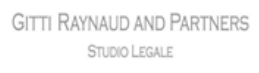 GITTI RAYNAUD AND PARTNERS
STUDIO LEGALE